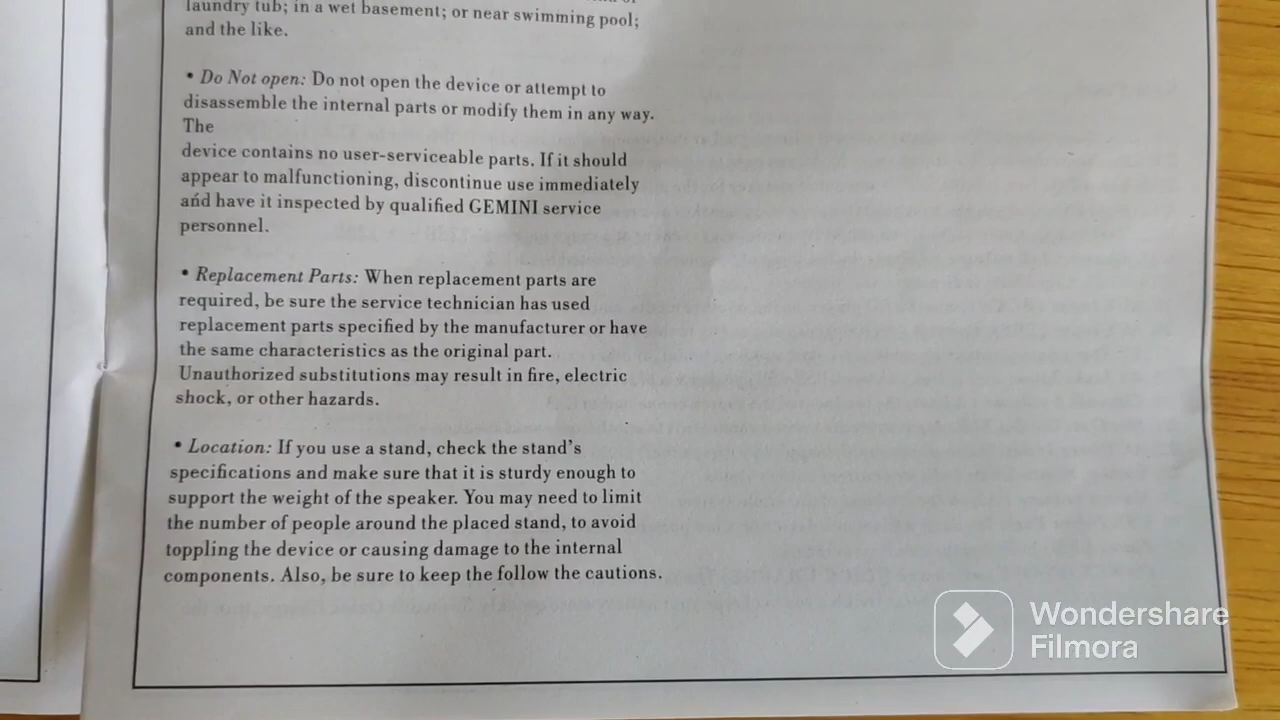 laundry tub; in a wet basement; or near swimming pool;
and the like.
• Do Not open: Do not open the device or attempt to
disassemble the internal parts or modify them in any way.
The
device contains no user-serviceable parts. If it should
appear to malfunctioning, discontinue use immediately
and have it inspected by qualified GEMINI service
personnel.
• Replacement Parts: When replacement parts are
required, be sure the service technician has used
replacement parts specified by the manufacturer or have
the same characteristics as the original part.
Unauthorized substitutions may result in fire, electric
shock, or other hazards.
• Location: If you use a stand, check the stand's
specifications and make sure that it is sturdy enough to
support the weight of the speaker. You may need to limit
the number of people around the placed stand, to avoid
toppling the device or causing damage to the internal
components. Also, be sure to keep the follow the cautions.
Wondershare
Filmora